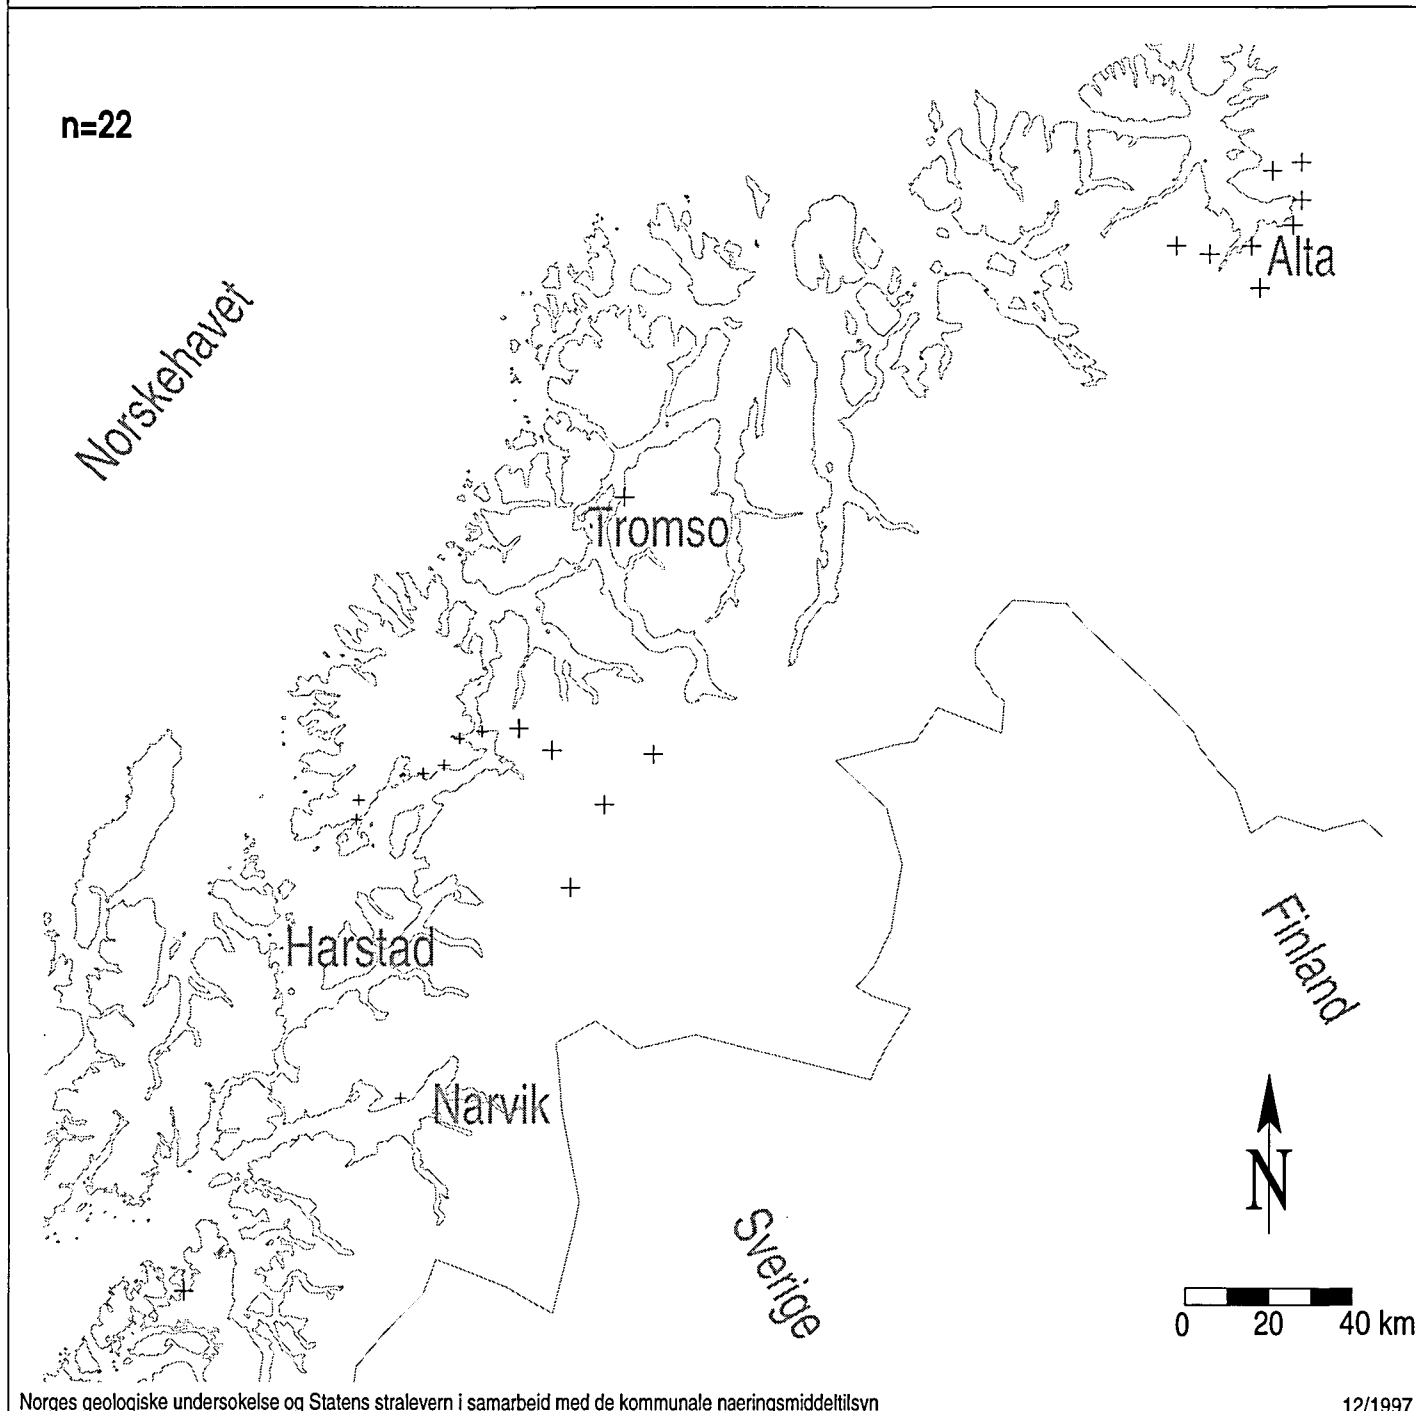 n=22
Norskehavet
Alta
Tromso
Harstad
Finland
Narvik
N
Sverige
0 20 40 km
Norges geologiske undersokelse og Statens stralevern i samarbeid med de kommunale naeringsmiddeltilsyn
12/1997